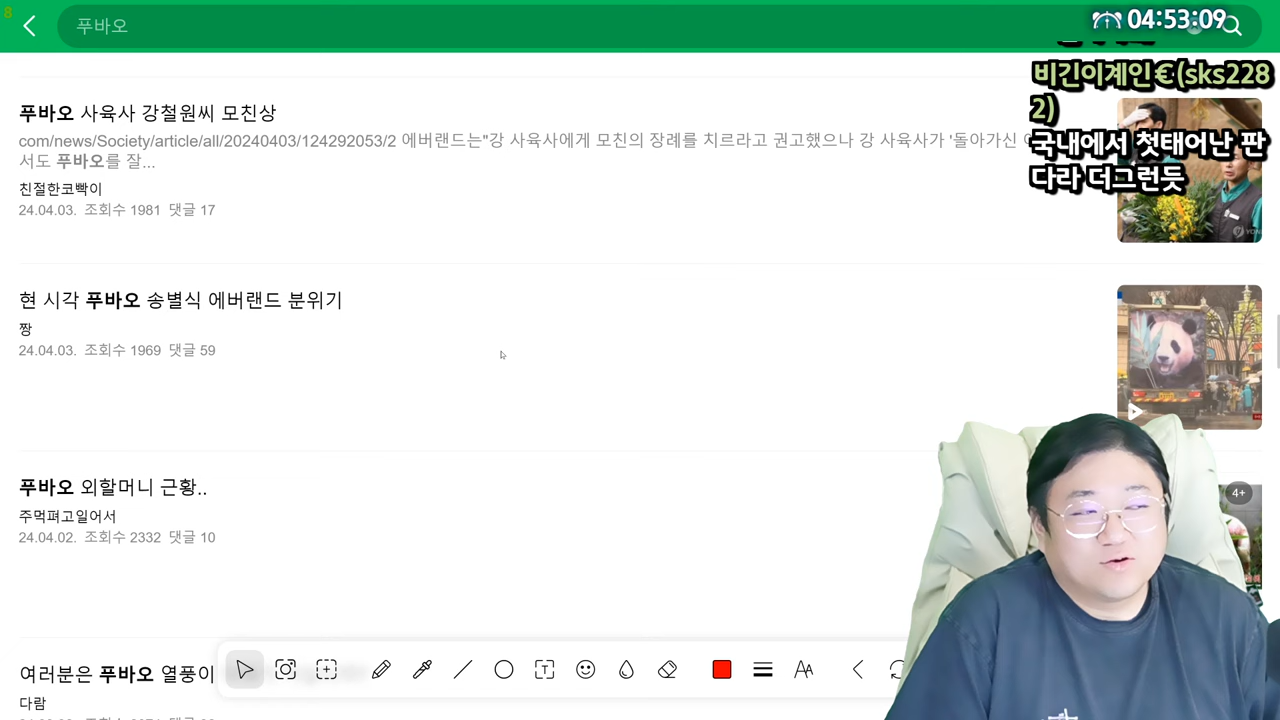 8
푸바오
04:53:09
비긴이계인€(sks228
2)
국내에서 첫태어난 판
다라 더그런듯
푸바오 사육사 강철원씨 모친상
com/news/Society/article/all/20240403/124292053/2 에버랜드는"강 사육사에게 모친의 장례를 치르라고 권고했으나 강 사육사가 '돌아가신
서도 푸바오를 잘...
친절한코빡이
24.04.03. 조회수 1981 댓글 17
현 시각 푸바오 송별식 에버랜드 분위기
짱
24.04.03. 조회수 1969 댓글 59
4+
푸바오 외할머니 근황..
주먹펴고일어서
24.04.02. 조회수 2332 댓글 10
여러분은 푸바오 열풍이
다람